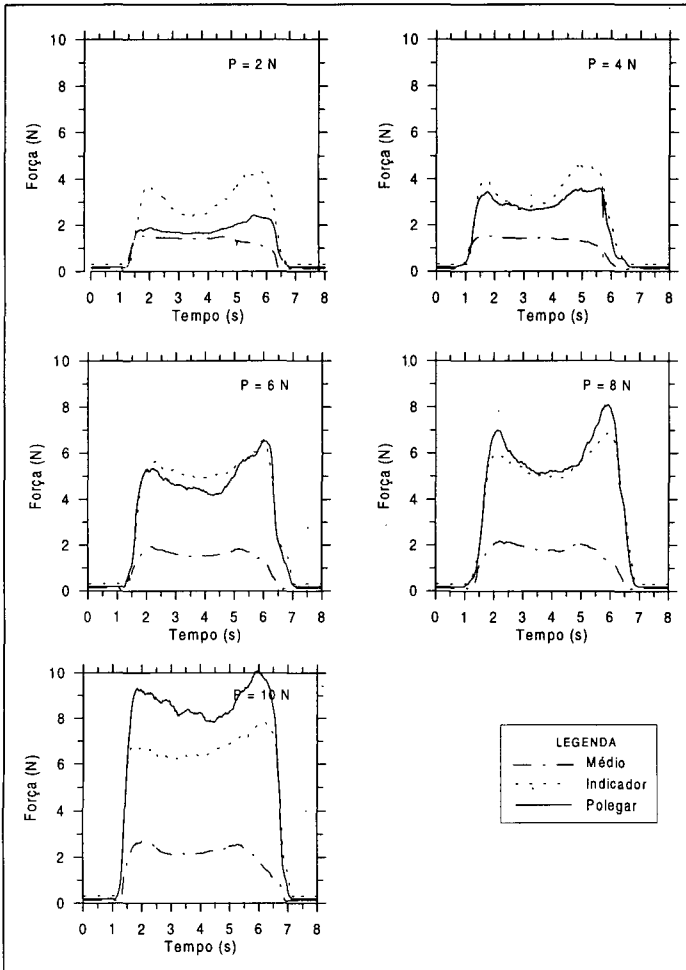 10
8
6
4
2
0
Força (N)
P = 2 N
0 1 2 3 4 5 6 7 8
Tempo (s)
10
8
6
4
2
0
Força (N)
P = 4 N
0 1 2 3 4 5 6 7 8
Tempo (s)
10
8
6
4
2
0
Força (N)
P = 6 N
0 1 2 3 4 5 6 7 8
Tempo (s)
10
8
6
4
2
0
Força (N)
P = 8 N
0 1 2 3 4 5 6 7 8
Tempo (s)
10
8
6
4
2
0
Força (N)
P = 10 N
0 1 2 3 4 5 6 7 8
Tempo (s)
LEGENDA
Médio
Indicador
Polegar